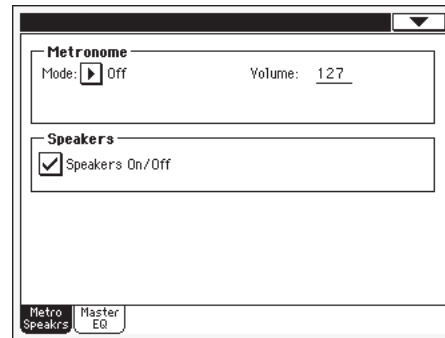 Metronome
Mode: Off Volume: 127
Speakers
Speakers On/Off
Metro Speakrs
Master EQ